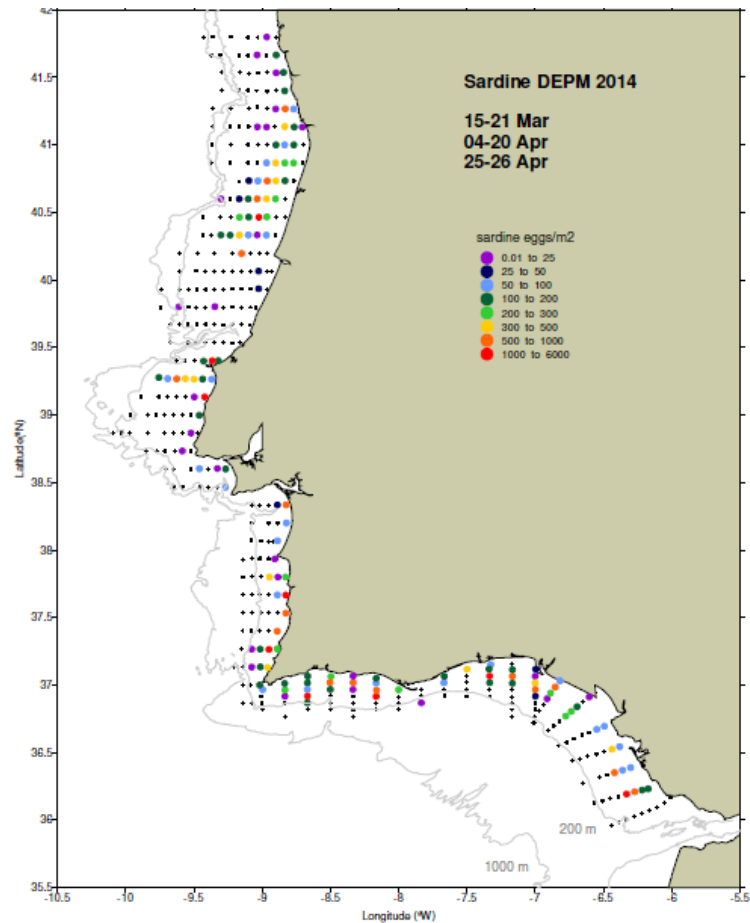 42
41.5
41
40.5
40
39.5
39
38.5
38
37.5
37
36.5
36
35.5
Latitude(ºN)
Sardine DEPM 2014
15-21 Mar
04-20 Apr
25-26 Apr
sardine eggs/m2
0.01 to 25
25 to 50
50 to 100
100 to 200
200 to 300
300 to 500
500 to 1000
1000 to 6000
200 m
1000 m
-10.5 -10 -9.5 -9 -8.5 -8 -7.5 -7 -6.5 -6 -5.5
Longitude (ºW)